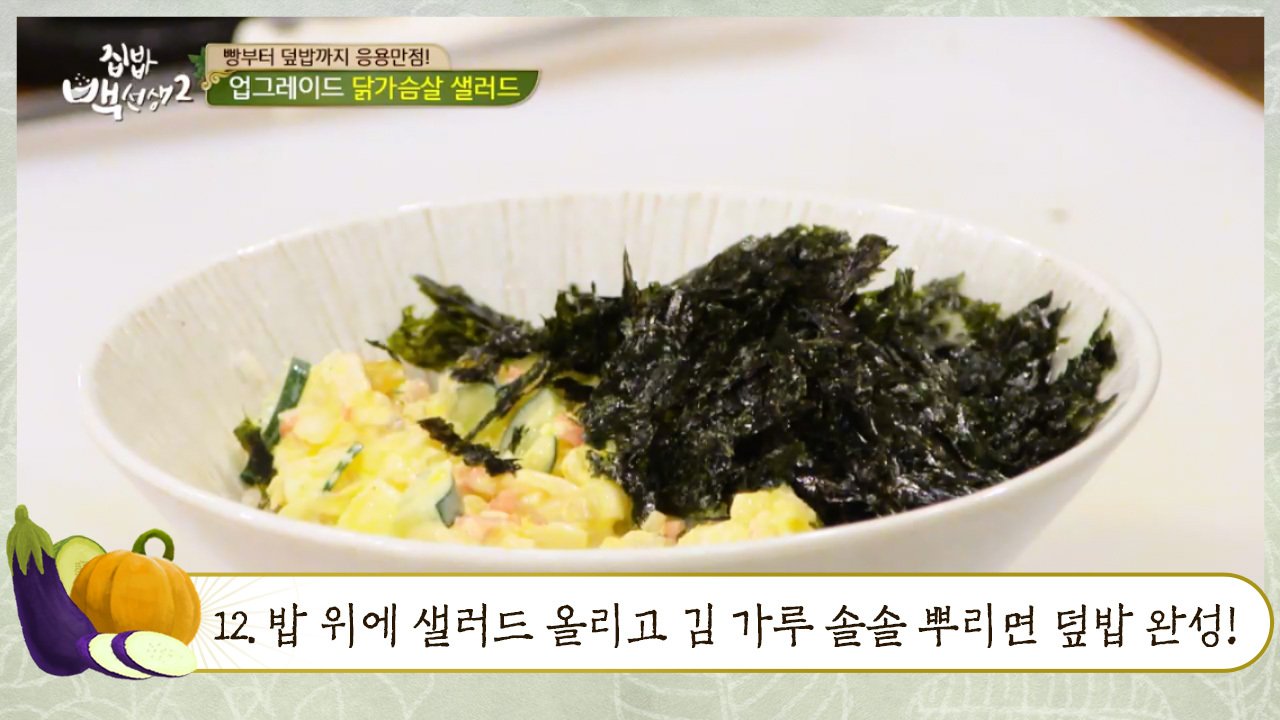 집밥
백선생2
빵부터 덮밥까지 응용만점!
업그레이드 닭가슴살 샐러드
12. 밥 위에 샐러드 올리고 김 가루 솔솔 뿌리면 덮밥 완성!